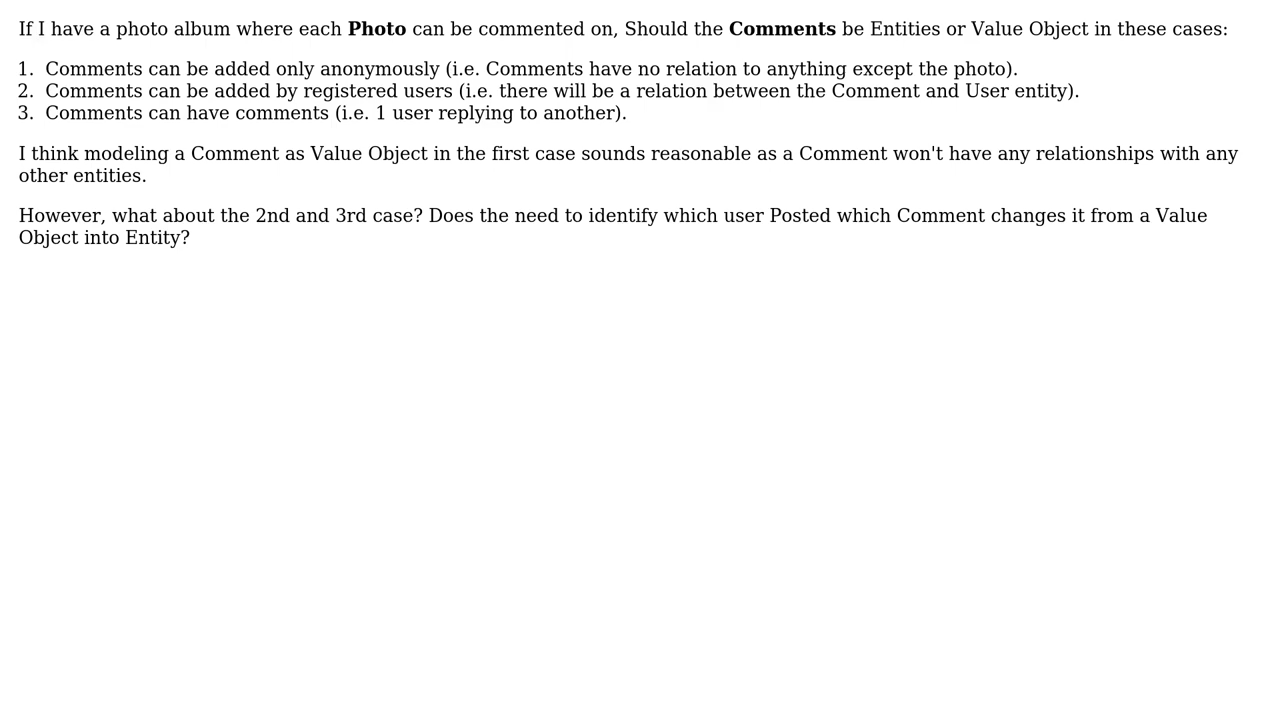 If I have a photo album where each Photo can be commented on, Should the Comments be Entities or Value Object in these cases:
1. Comments can be added only anonymously (i.e. Comments have no relation to anything except the photo).
2. Comments can be added by registered users (i.e. there will be a relation between the Comment and User entity).
3. Comments can have comments (i.e. 1 user replying to another).
I think modeling a Comment as Value Object in the first case sounds reasonable as a Comment won't have any relationships with any
other entities.
However, what about the 2nd and 3rd case? Does the need to identify which user Posted which Comment changes it from a Value
Object into Entity?